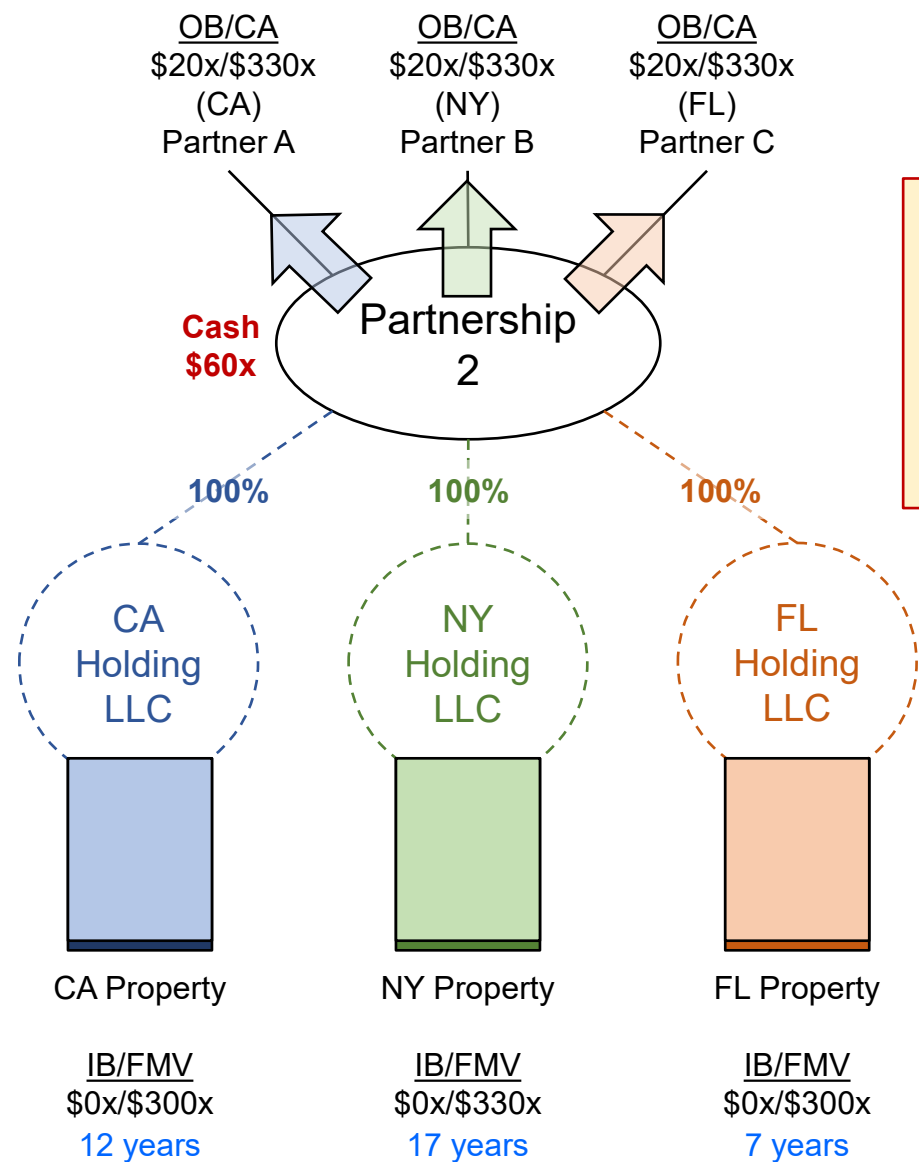 OB/CA OB/CA OB/CA
$20x/$330x $20x/$330x $20x/$330x
(CA) (NY) (FL)
Partner A Partner B Partner C
Partnership
2
Cash
$60x
100% 100% 100%
CA
Holding
LLC
NY
Holding
LLC
FL
Holding
LLC
CA Property NY Property FL Property
IB/FMV IB/FMV IB/FMV
$0x/$300x $0x/$330x $0x/$300x
12 years 17 years 7 years